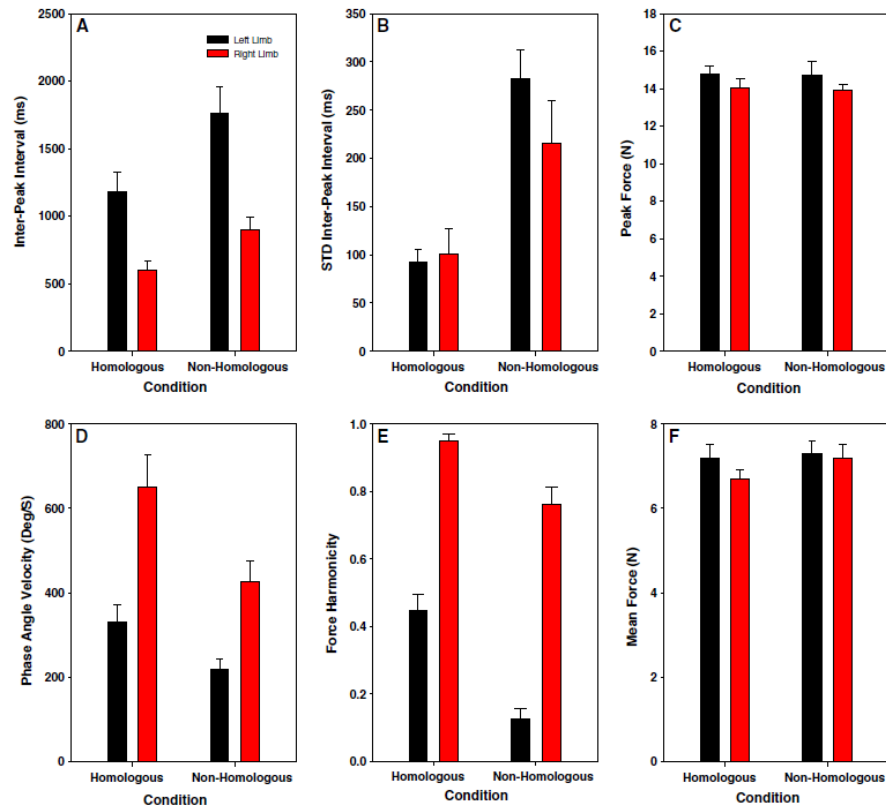 A
Left Limb
Right Limb
Inter-Peak Interval (ms)
2500
2000
1500
1000
500
0
Homologous Non-Homologous
Condition
B
STD Inter-Peak Interval (ms)
350
300
250
200
150
100
50
0
Homologous Non-Homologous
Condition
C
Peak Force (N)
18
16
14
12
10
8
6
4
2
0
Homologous Non-Homologous
Condition
D
Phase Angle Velocity (Deg/S)
800
600
400
200
0
Homologous Non-Homologous
Condition
E
Force Harmonicity
1.0
0.8
0.6
0.4
0.2
0.0
Homologous Non-Homologous
Condition
F
Mean Force (N)
8
6
4
2
0
Homologous Non-Homologous
Condition